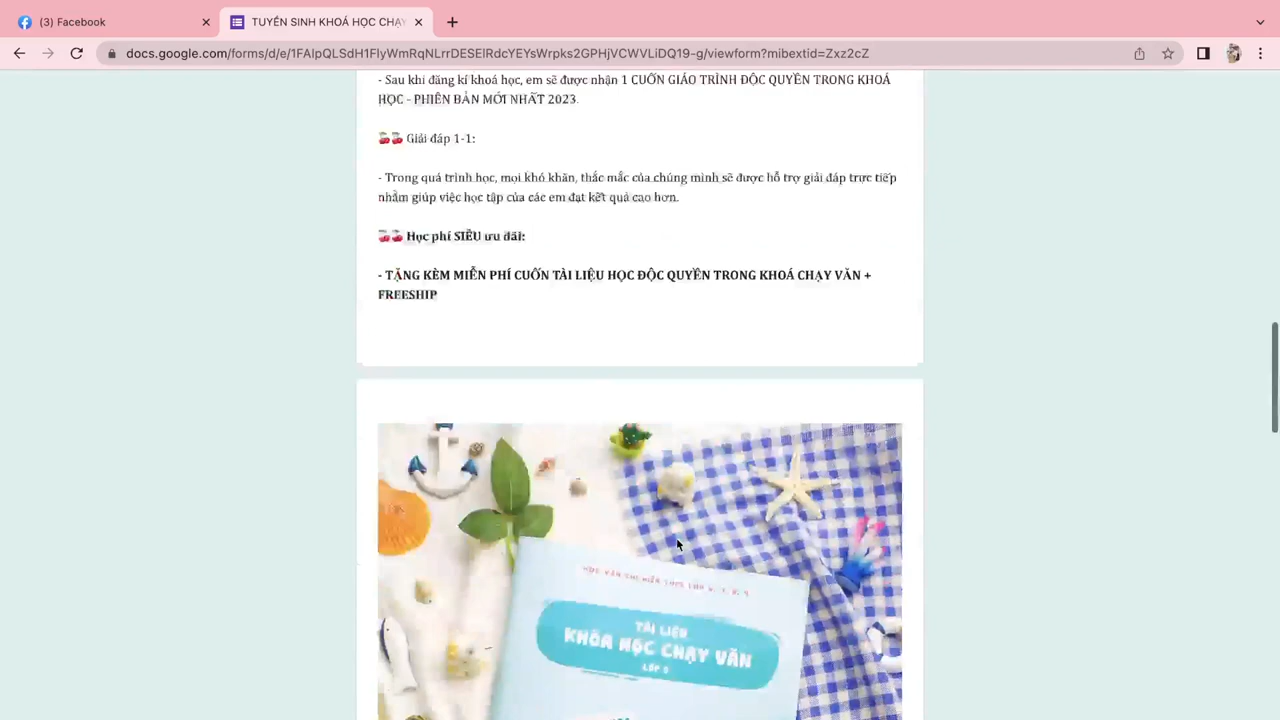 (3) Facebook
TUYỂN SINH KHOÁ HỌC CHẠY
docs.google.com/forms/d/e/1FAIpQLSdH1FlyWmRqNLrrDESElRdcYEYsWrpks2GPHjVCWVLiDQ19-g/viewform?mibextid=Zxz2cZ
- Sau khi đăng kí khoá học, em sẽ được nhận 1 CUỐN GIÁO TRÌNH ĐỘC QUYỀN TRONG KHOÁ
HỌC - PHIÊN BẢN MỚI NHẤT 2023.
🍒🍒 Giải đáp 1-1:
- Trong quá trình học, mọi khó khăn, thắc mắc của chúng mình sẽ được hỗ trợ giải đáp trực tiếp
nhằm giúp việc học tập của các em đạt kết quả cao hơn.
🍒🍒 Học phí SIÊU ưu đãi:
- TẶNG KÈM MIỄN PHÍ CUỐN TÀI LIỆU HỌC ĐỘC QUYỀN TRONG KHOÁ CHẠY VĂN +
FREESHIP
TÀI LIỆU
KHÓA HỌC CHẠY VĂN